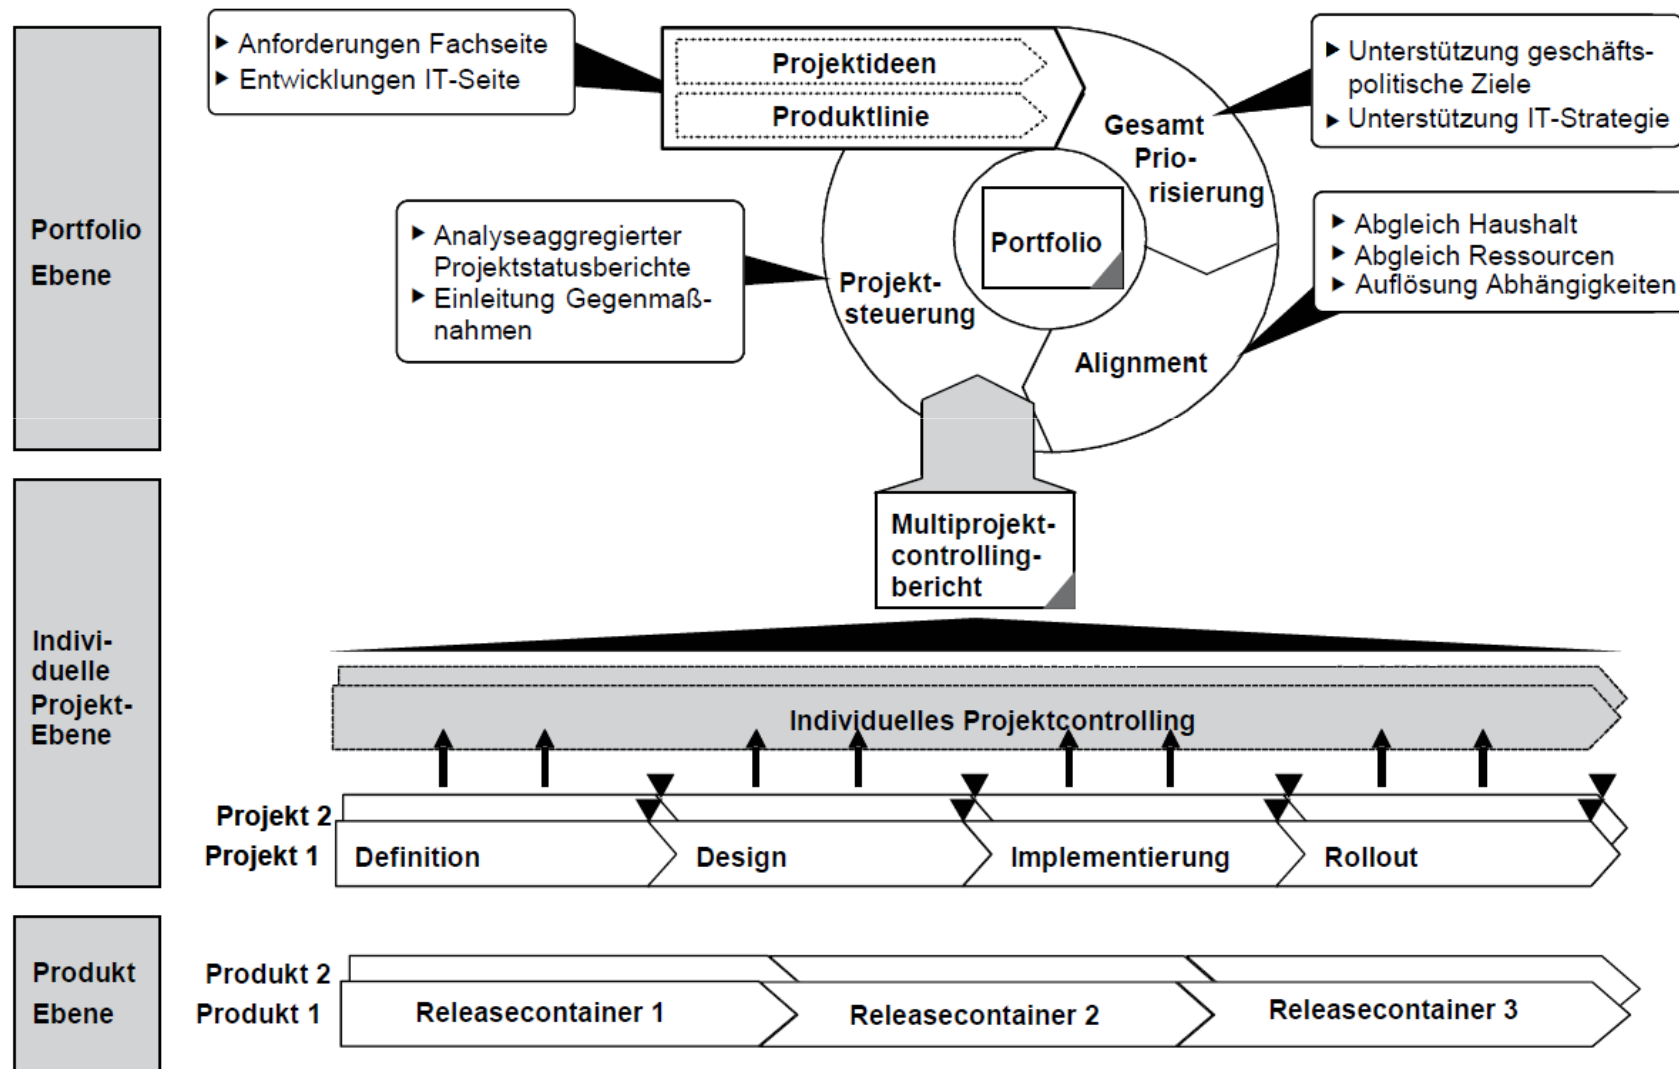 Portfolio
Ebene
Anforderungen Fachseite
Entwicklungen IT-Seite
Projektideen
Produktlinie
Unterstützung geschäfts-
politische Ziele
Unterstützung IT-Strategie
Gesamt
Prio-
risierung
Portfolio
Abgleich Haushalt
Abgleich Ressourcen
Auflösung Abhängigkeiten
Analyseaggregierter
Projektstatusberichte
Einleitung Gegenmaß-
nahmen
Projekt-
steuerung
Alignment
Indivi-
duelle
Projekt-
Ebene
Multiprojekt-
controlling-
bericht
Individuelles Projektcontrolling
Projekt 2
Projekt 1
Definition
Design
Implementierung
Rollout
Produkt
Ebene
Produkt 2
Produkt 1
Releasecontainer 1
Releasecontainer 2
Releasecontainer 3